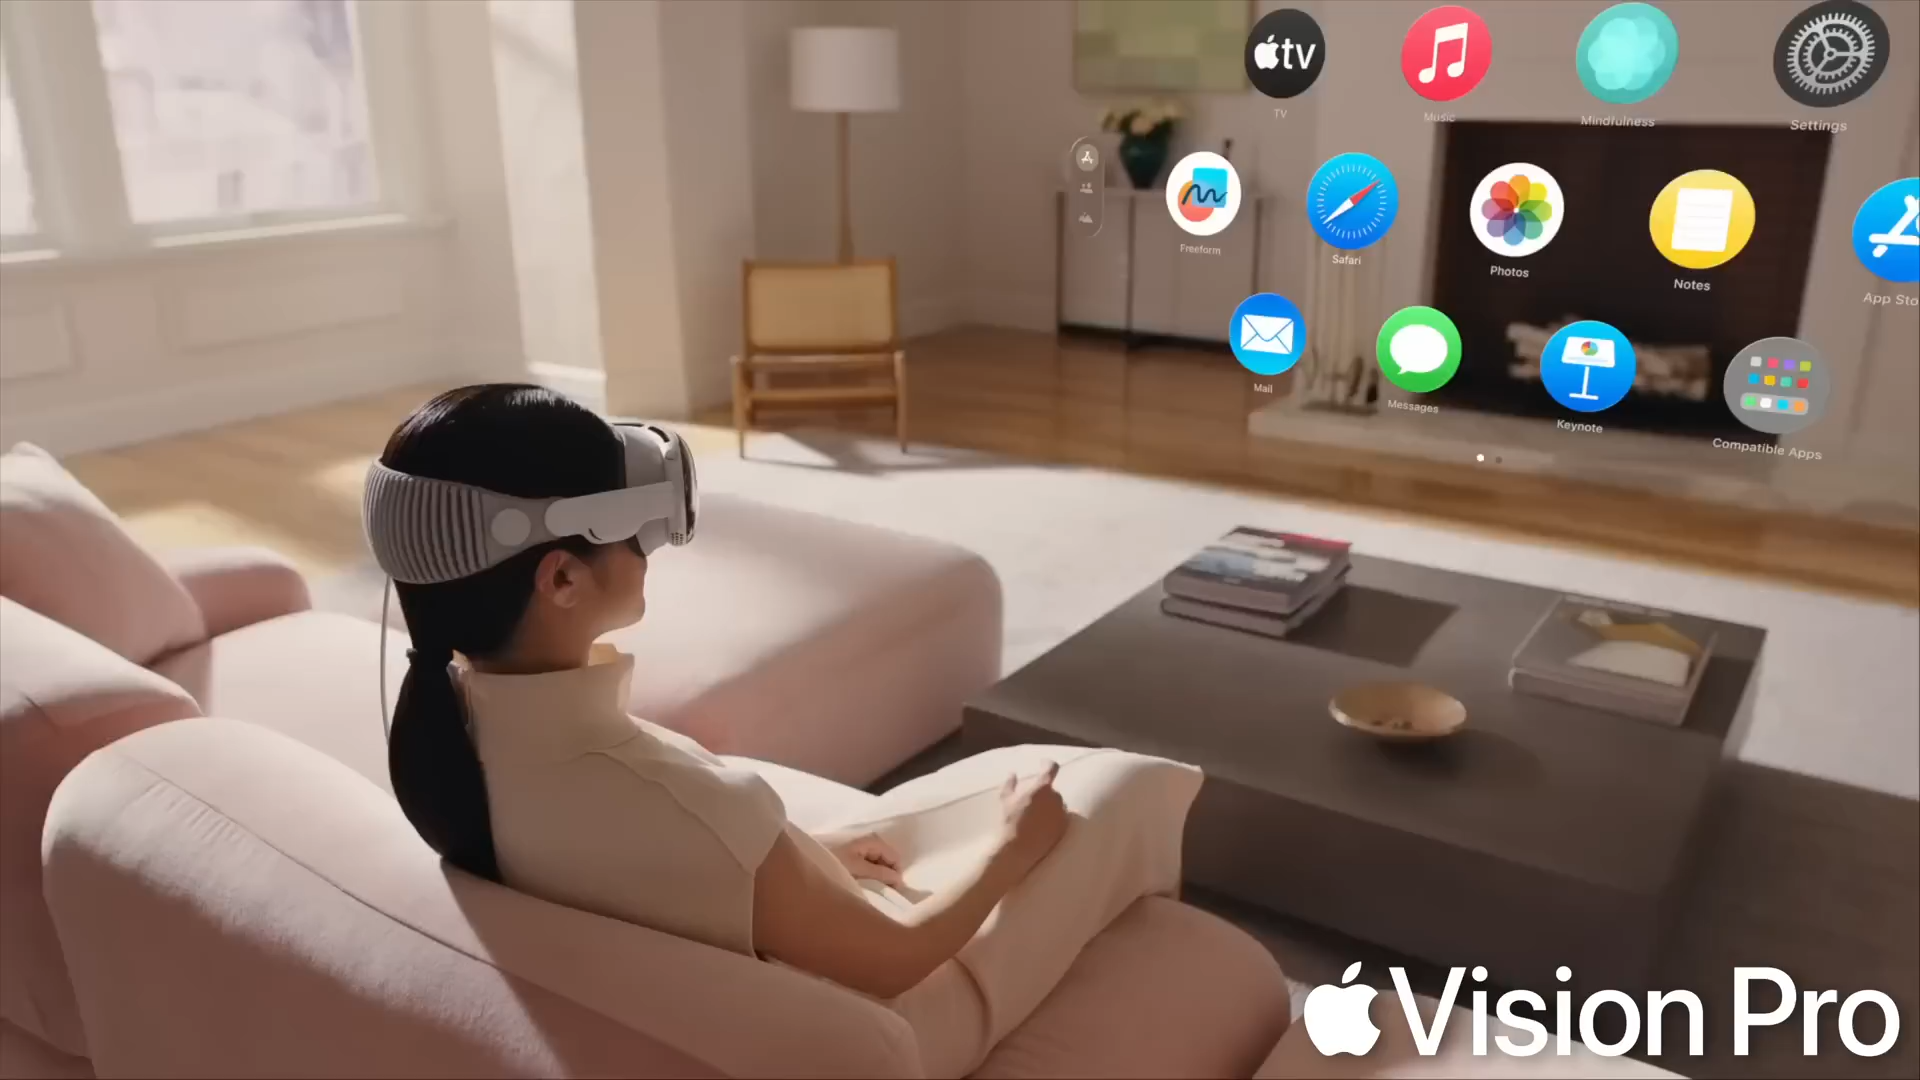 tv
TV
Music
Mindfulness
Settings
Freeform
Safari
Photos
Notes
App Sto
Mail
Messages
Keynote
Compatible Apps
Vision Pro